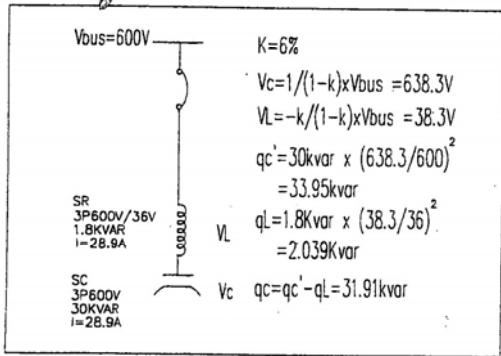 Vbus=600V
K=6%
Vc=1/(1-k)xVbus =638.3V
VL=-k/(1-k)xVbus =38.3V
qc'=30kvar x (638.3/600)²
=33.95kvar
SR
3P600V/36V
1.8KVAR
I=28.9A
VL
qL=1.8Kvar x (38.3/36)²
=2.039Kvar
SC
3P600V
30KVAR
I=28.9A
Vc
qc=qc'-qL=31.91kvar